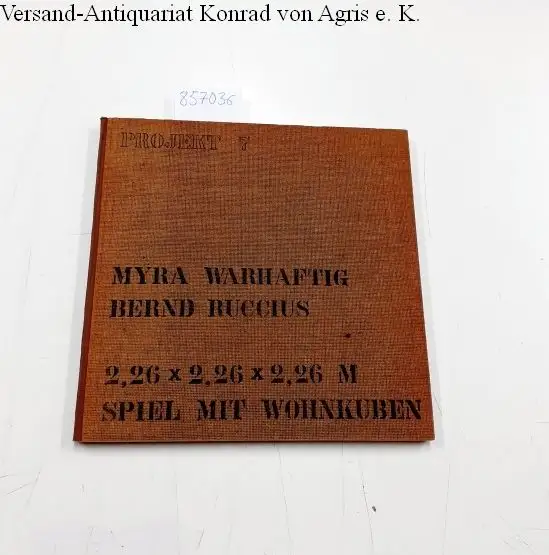 Versand-Antiquariat Konrad von Agris e. K.
857036
PROJEKT 7
MYRA WARHAFTIG
BERND RUCCIUS
2,26 x 2,26 x 2,26 M
SPIEL MIT WOHNKUBEN